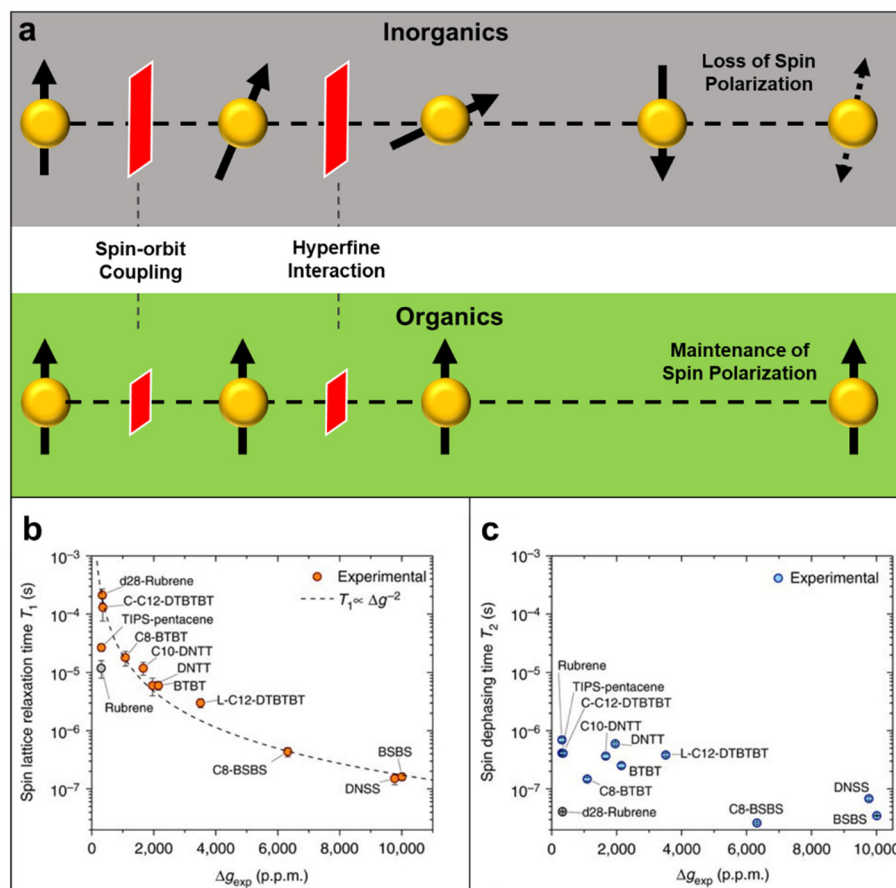 a
Inorganics
Loss of Spin
Polarization
Spin-orbit
Coupling
Hyperfine
Interaction
Organics
Maintenance of
Spin Polarization
b
Spin lattice relaxation time T₁ (s)
10⁻³
10⁻⁴
10⁻⁵
10⁻⁶
10⁻⁷
d28-Rubrene
C-C12-DTBTBT
TIPS-pentacene
C8-BTBT
C10-DNTT
DNTT
BTBT
Rubrene
L-C12-DTBTBT
C8-BSBS
BSBS
DNSS
Experimental
T₁∝ Δg⁻²
0
2,000
4,000
6,000
8,000
10,000
Δg_exp (p.p.m.)
c
Spin dephasing time T₂ (s)
10⁻³
10⁻⁴
10⁻⁵
10⁻⁶
10⁻⁷
Experimental
Rubrene
TIPS-pentacene
C-C12-DTBTBT
C10-DNTT
DNTT
L-C12-DTBTBT
BTBT
C8-BTBT
d28-Rubrene
C8-BSBS
DNSS
BSBS
0
2,000
4,000
6,000
8,000
10,000
Δg_exp (p.p.m.)